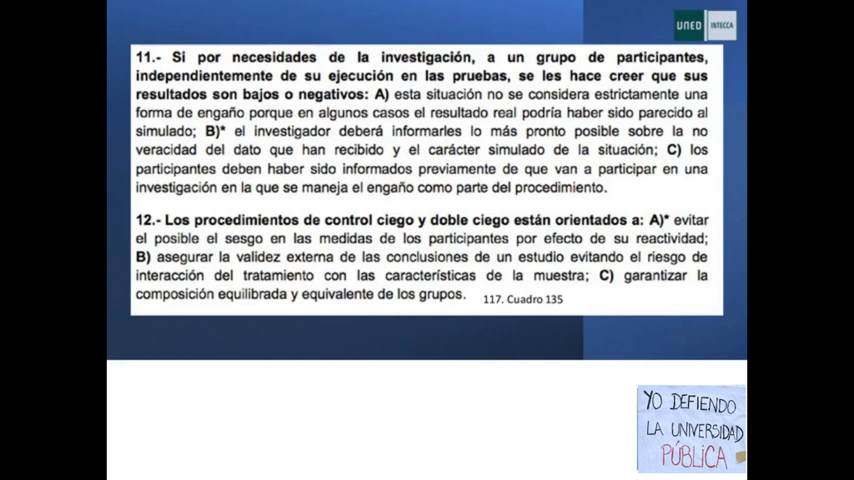 UNED INTECCA
11.- Si por necesidades de la investigación, a un grupo de participantes,
independientemente de su ejecución en las pruebas, se les hace creer que sus
resultados son bajos o negativos: A) esta situación no se considera estrictamente una
forma de engaño porque en algunos casos el resultado real podría haber sido parecido al
simulado; B)* el investigador deberá informarles lo más pronto posible sobre la no
veracidad del dato que han recibido y el carácter simulado de la situación; C) los
participantes deben haber sido informados previamente de que van a participar en una
investigación en la que se maneja el engaño como parte del procedimiento.
12.- Los procedimientos de control ciego y doble ciego están orientados a: A)* evitar
el posible el sesgo en las medidas de los participantes por efecto de su reactividad;
B) asegurar la validez externa de las conclusiones de un estudio evitando el riesgo de
interacción del tratamiento con las características de la muestra; C) garantizar la
composición equilibrada y equivalente de los grupos. 117. Cuadro 135
YO DEFIENDO
LA UNIVERSIDAD
PÚBLICA